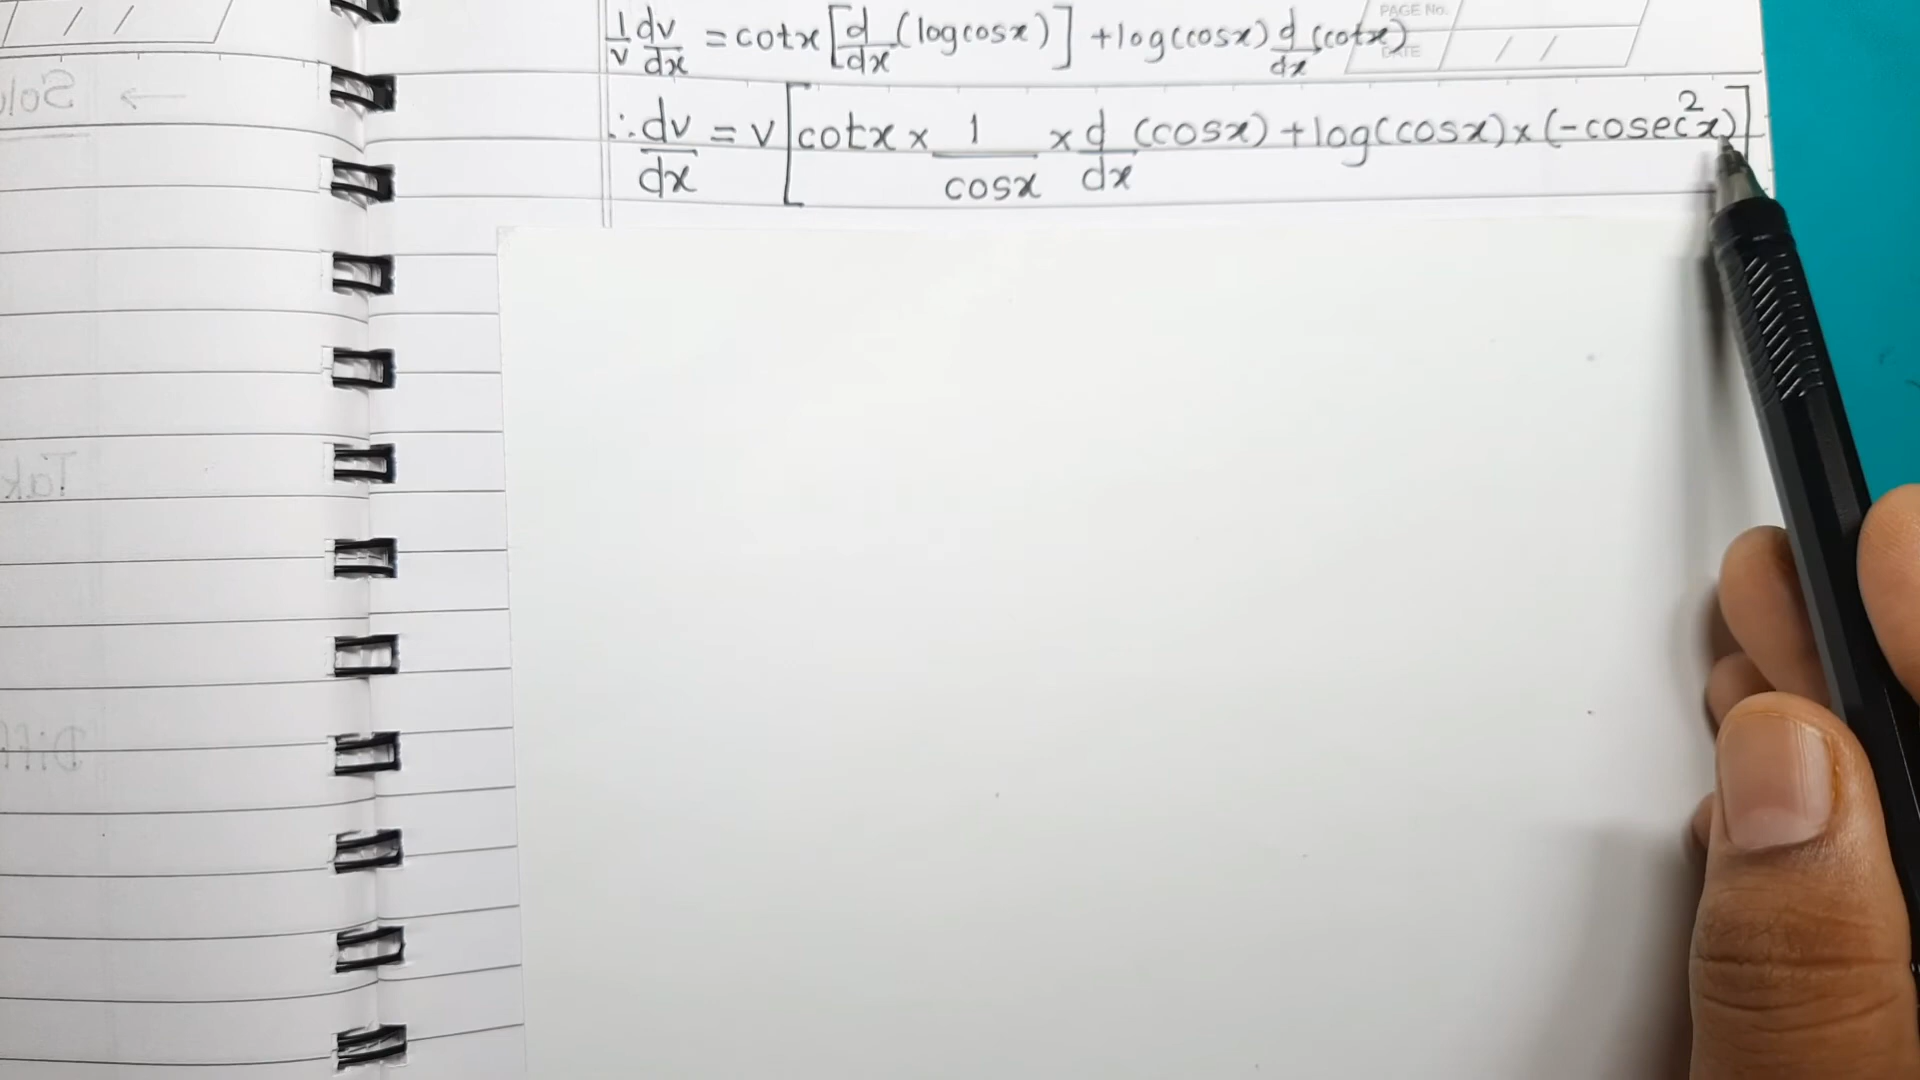 PAGE No.
DATE
1/v dv/dx = cotx [d/dx (logcosx)] + log(cosx) d/dx (cotx)
∴ dv/dx = v [cotx × 1/cosx × d/dx (cosx) + log(cosx) × (-cosec²x)]